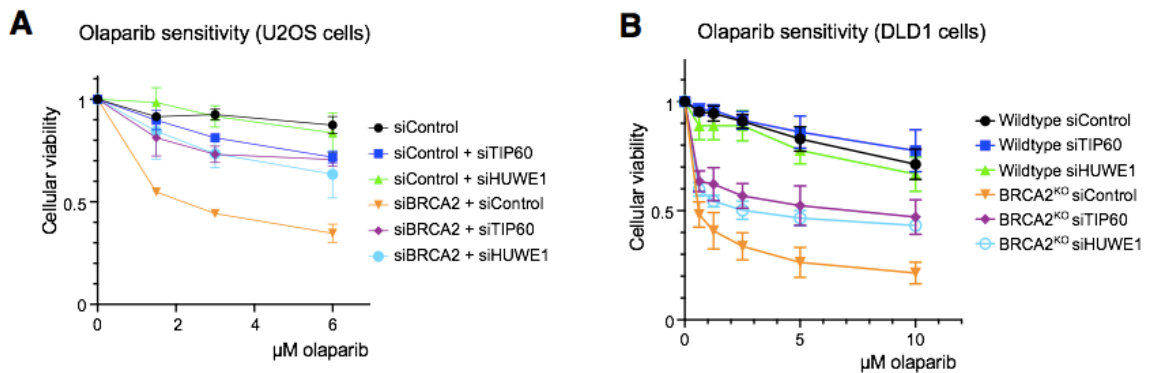 A
Olaparib sensitivity (U2OS cells)
Cellular viability
1
0.5
0
0 2 4 6
µM olaparib
siControl
siControl + siTIP60
siControl + siHUWE1
siBRCA2 + siControl
siBRCA2 + siTIP60
siBRCA2 + siHUWE1
B
Olaparib sensitivity (DLD1 cells)
Cellular viability
1
0.5
0
0 5 10
µM olaparib
Wildtype siControl
Wildtype siTIP60
Wildtype siHUWE1
BRCA2ᴷᴼ siControl
BRCA2ᴷᴼ siTIP60
BRCA2ᴷᴼ siHUWE1